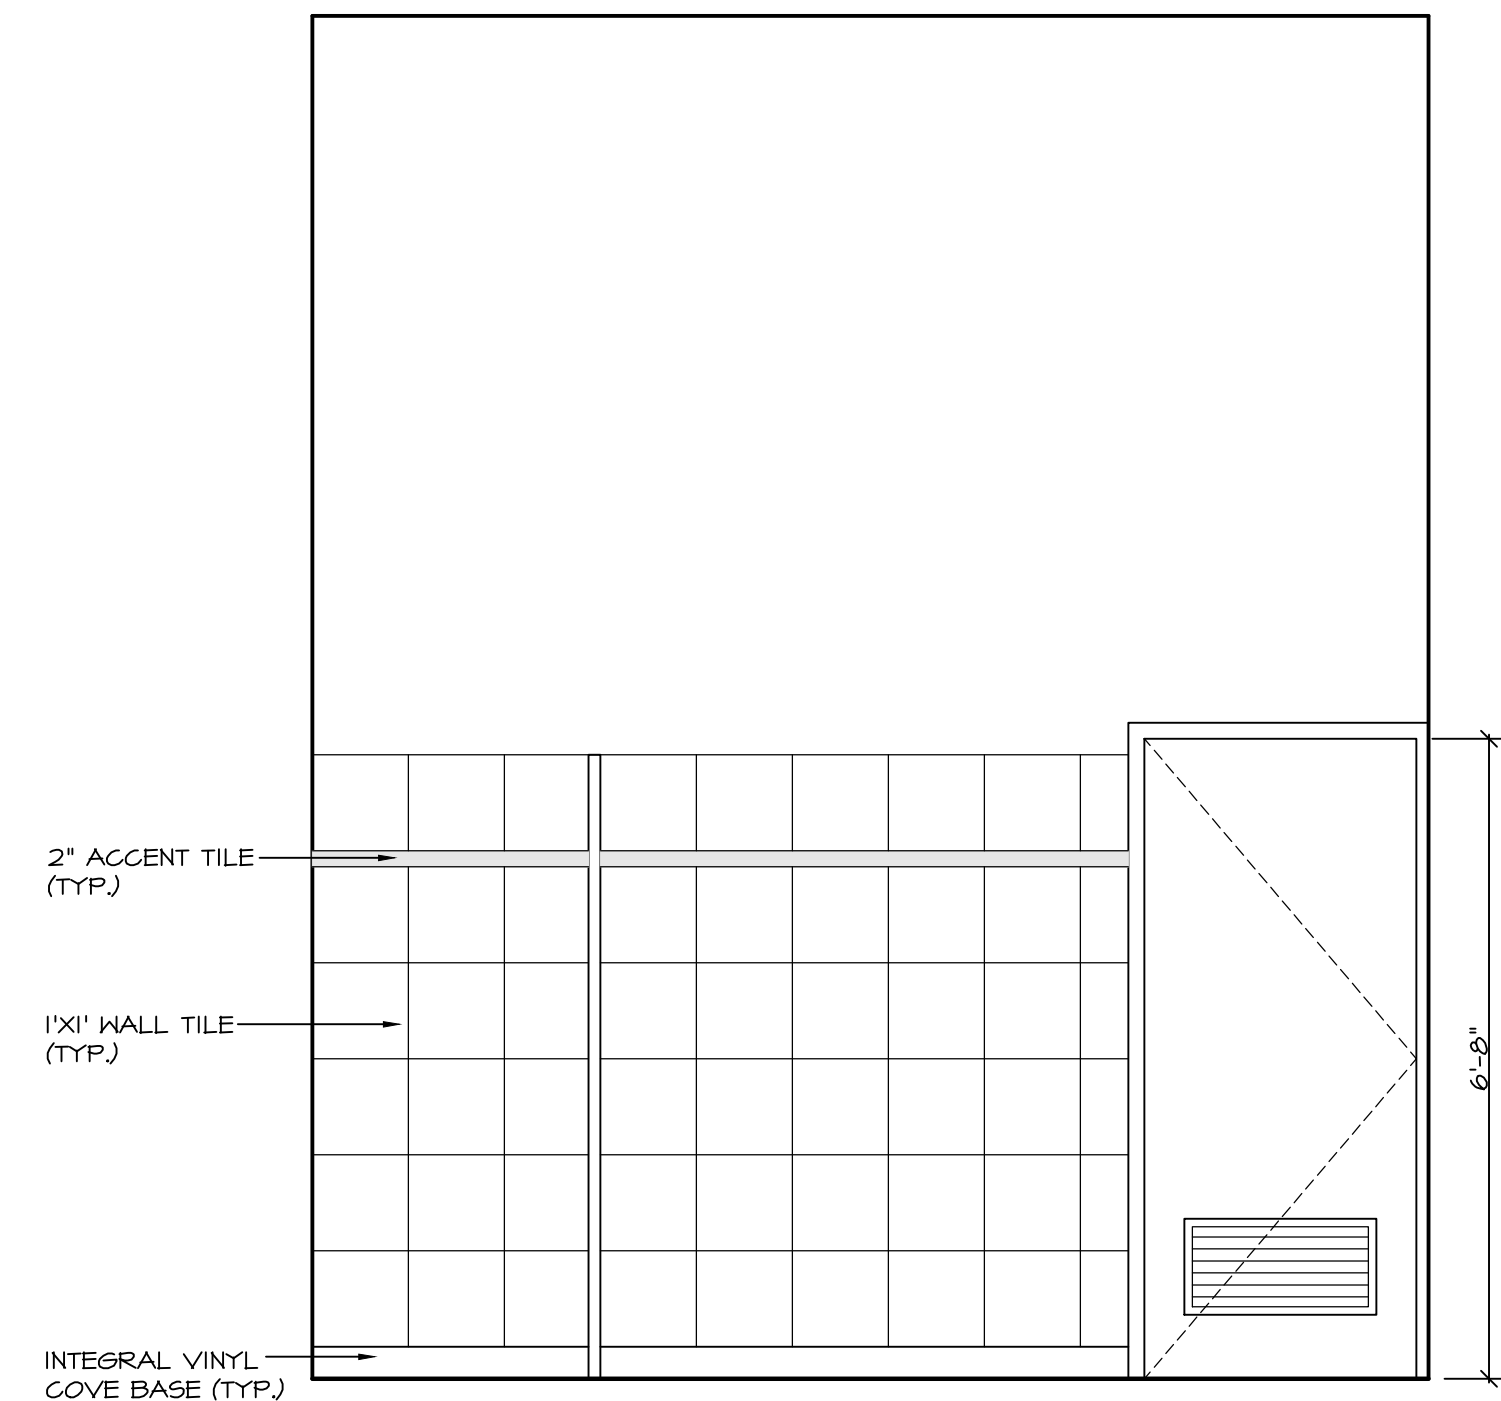 2" ACCENT TILE
(TYP.)
1'X1' WALL TILE
(TYP.)
6'-8"
INTEGRAL VINYL
COVE BASE (TYP.)